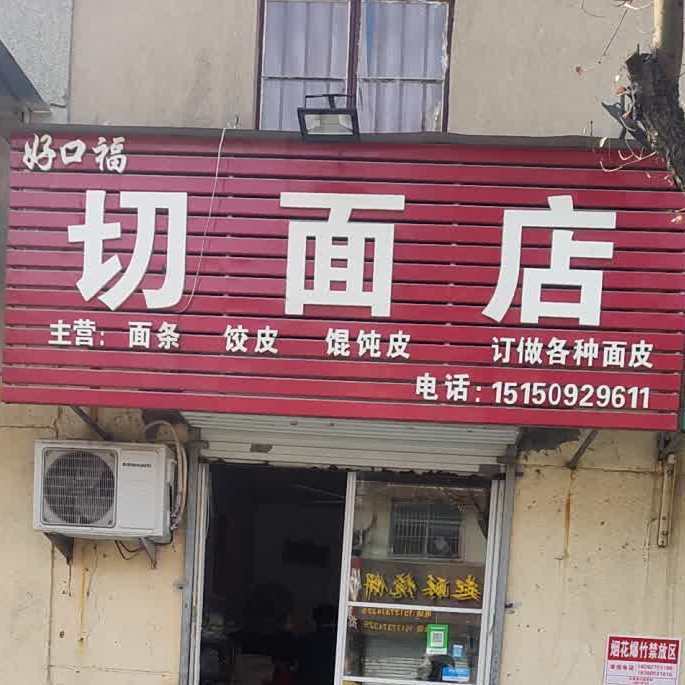 好口福
切面店
主营：面条 饺皮 馄饨皮 订做各种面皮
电话：15150929611
烟花爆竹禁放区